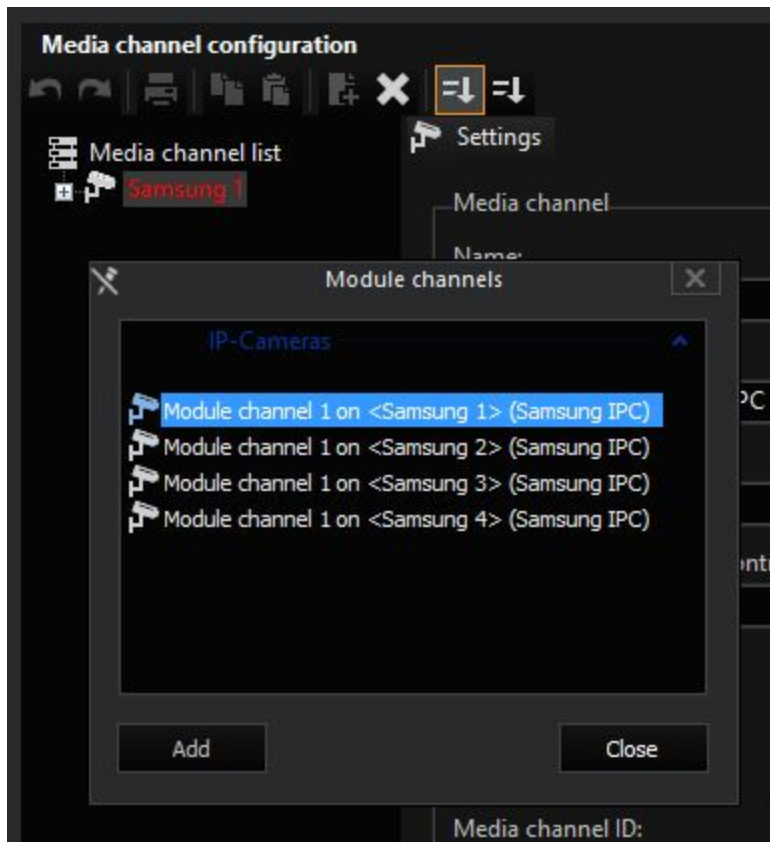 Media channel configuration
Media channel list
Settings
Samsung 1
Media channel
Name:
Module channels
IP-Cameras
Module channel 1 on <Samsung 1> (Samsung IPC)
Module channel 1 on <Samsung 2> (Samsung IPC)
Module channel 1 on <Samsung 3> (Samsung IPC)
Module channel 1 on <Samsung 4> (Samsung IPC)
Add
Close
Media channel ID: